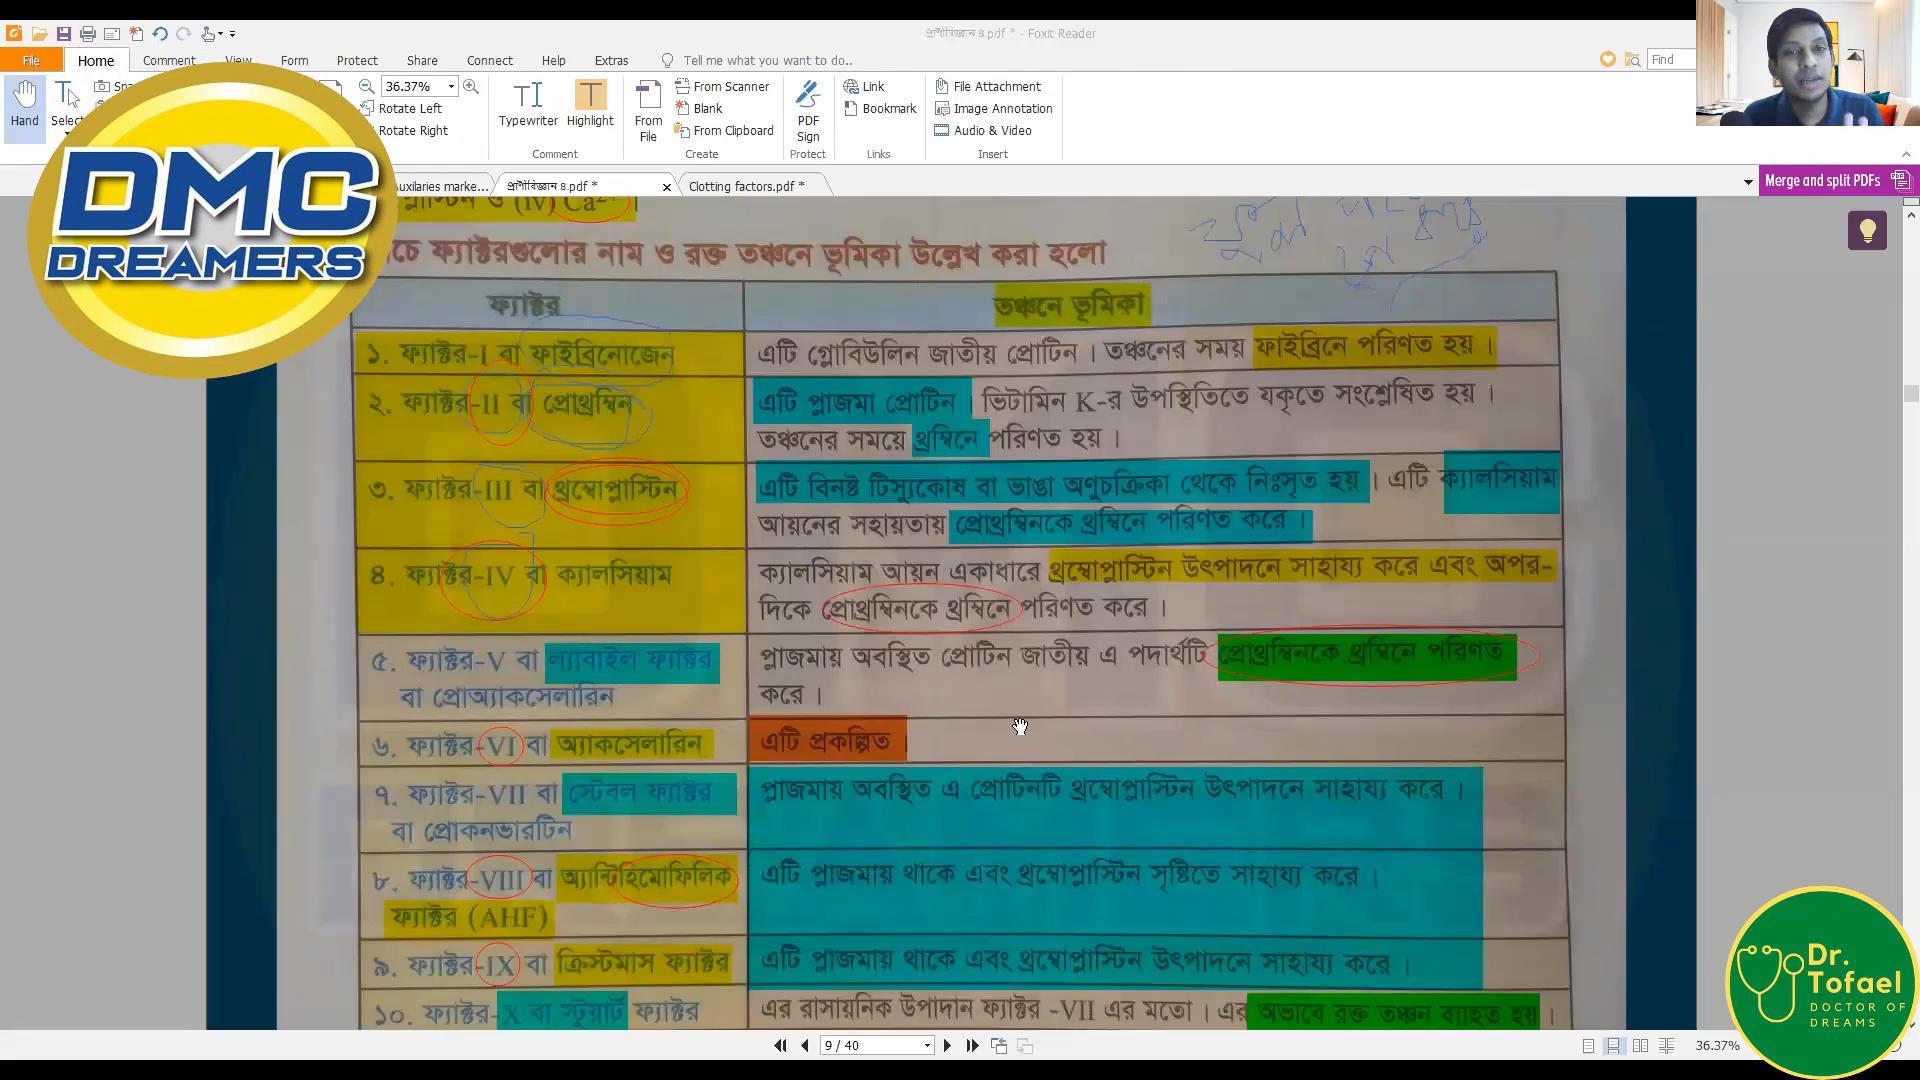 প্রাণীবিজ্ঞান ৪.pdf * - Foxit Reader
File
Home
Comment
View
Form
Protect
Share
Connect
Help
Extras
Tell me what you want to do..
Find
Hand
Select
36.37%
Rotate Left
Rotate Right
Typewriter
Highlight
Comment
From File
From Scanner
Blank
From Clipboard
Create
PDF Sign
Protect
Link
Bookmark
Links
File Attachment
Image Annotation
Audio & Video
Insert
Auxilaries marke...
প্রাণীবিজ্ঞান ৪.pdf *
Clotting factors.pdf *
Merge and split PDFs
DMC
DREAMERS
ও (IV) Ca²⁺ ।
ফ্যাক্টরগুলোর নাম ও রক্ত তঞ্চনে ভূমিকা উল্লেখ করা হলো
ফ্যাক্টর
তঞ্চনে ভূমিকা
১. ফ্যাক্টর-I বা ফাইব্রিনোজেন
এটি গ্লোবিউলিন জাতীয় প্রোটিন। তঞ্চনের সময় ফাইব্রিনে পরিণত হয়।
২. ফ্যাক্টর-II বা প্রোথ্রম্বিন
এটি প্লাজমা প্রোটিন। ভিটামিন K-র উপস্থিতিতে যকৃতে সংশ্লেষিত হয়।
তঞ্চনের সময়ে থ্রম্বিনে পরিণত হয়।
৩. ফ্যাক্টর-III বা থ্রম্বোপ্লাস্টিন
এটি বিনষ্ট টিস্যুকোষ বা ভাঙা অণুচক্রিকা থেকে নিঃসৃত হয়। এটি ক্যালসিয়াম
আয়নের সহায়তায় প্রোথ্রম্বিনকে থ্রম্বিনে পরিণত করে।
৪. ফ্যাক্টর-IV বা ক্যালসিয়াম
ক্যালসিয়াম আয়ন একাধারে থ্রম্বোপ্লাস্টিন উৎপাদনে সাহায্য করে এবং অপর-
দিকে প্রোথ্রম্বিনকে থ্রম্বিনে পরিণত করে।
৫. ফ্যাক্টর-V বা ল্যাবাইল ফ্যাক্টর
বা প্রোঅ্যাকসেলারিন
প্লাজমায় অবস্থিত প্রোটিন জাতীয় এ পদার্থটি প্রোথ্রম্বিনকে থ্রম্বিনে পরিণত
করে।
৬. ফ্যাক্টর-VI বা অ্যাকসেলারিন
এটি প্রকল্পিত।
৭. ফ্যাক্টর-VII বা স্টেবল ফ্যাক্টর
বা প্রোকনভারটিন
প্লাজমায় অবস্থিত এ প্রোটিনটি থ্রম্বোপ্লাস্টিন উৎপাদনে সাহায্য করে।
৮. ফ্যাক্টর-VIII বা অ্যান্টিহিমোফিলিক
ফ্যাক্টর (AHF)
এটি প্লাজমায় থাকে এবং থ্রম্বোপ্লাস্টিন সৃষ্টিতে সাহায্য করে।
৯. ফ্যাক্টর-IX বা ক্রিস্টমাস ফ্যাক্টর
এটি প্লাজমায় থাকে এবং থ্রম্বোপ্লাস্টিন উৎপাদনে সাহায্য করে।
১০. ফ্যাক্টর-X বা স্টুয়ার্ট ফ্যাক্টর
এর রাসায়নিক উপাদান ফ্যাক্টর -VII এর মতো। এর অভাবে রক্ত তঞ্চন ব্যাহত হয়।
Dr.
Tofael
DOCTOR OF
DREAMS
9 / 40
36.37%